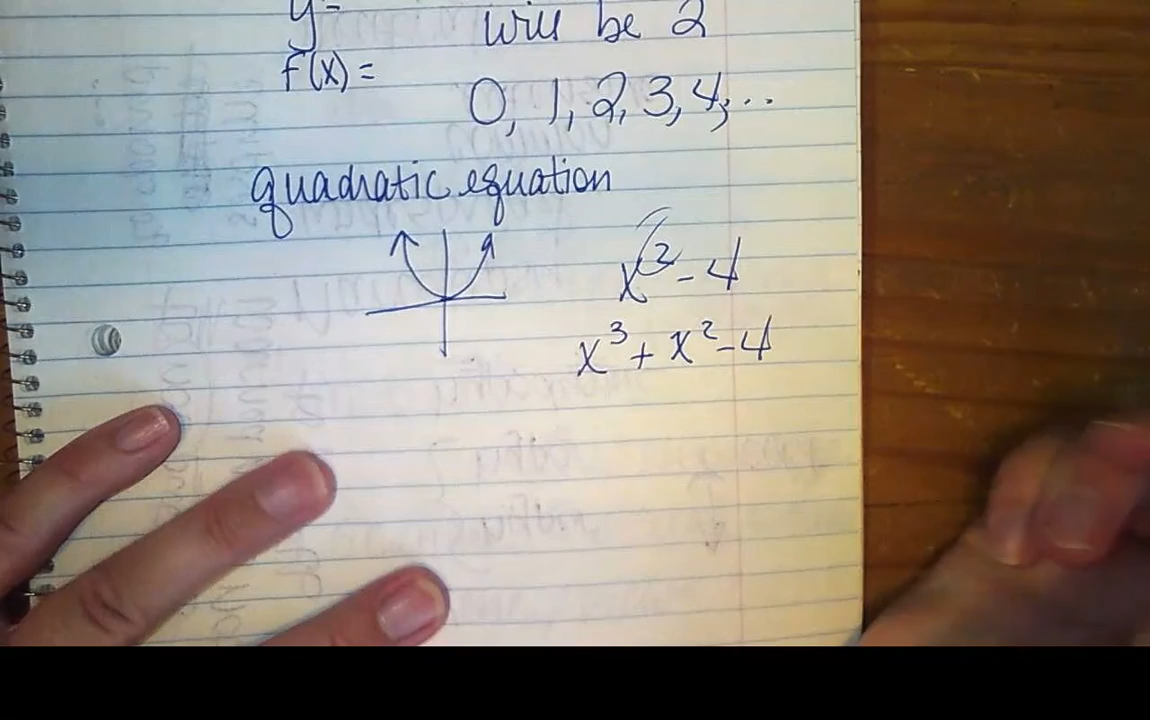 y=
will be 2
f(x) =
0, 1, 2, 3, 4, ...
quadratic equation
x² - 4
x³ + x² - 4